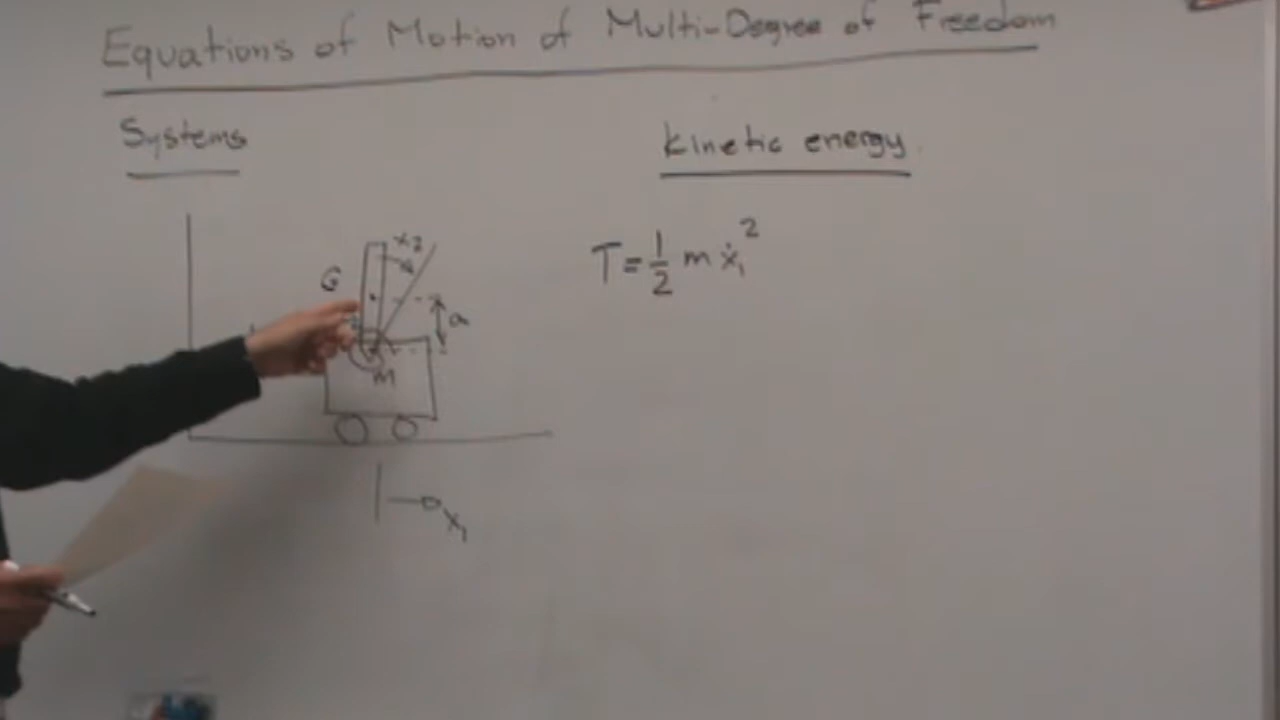 Equations of Motion of Multi-Degree of Freedom
Systems
Kinetic energy
T = 1/2 m ẋ₁²
x₂
G
a
m
x₁